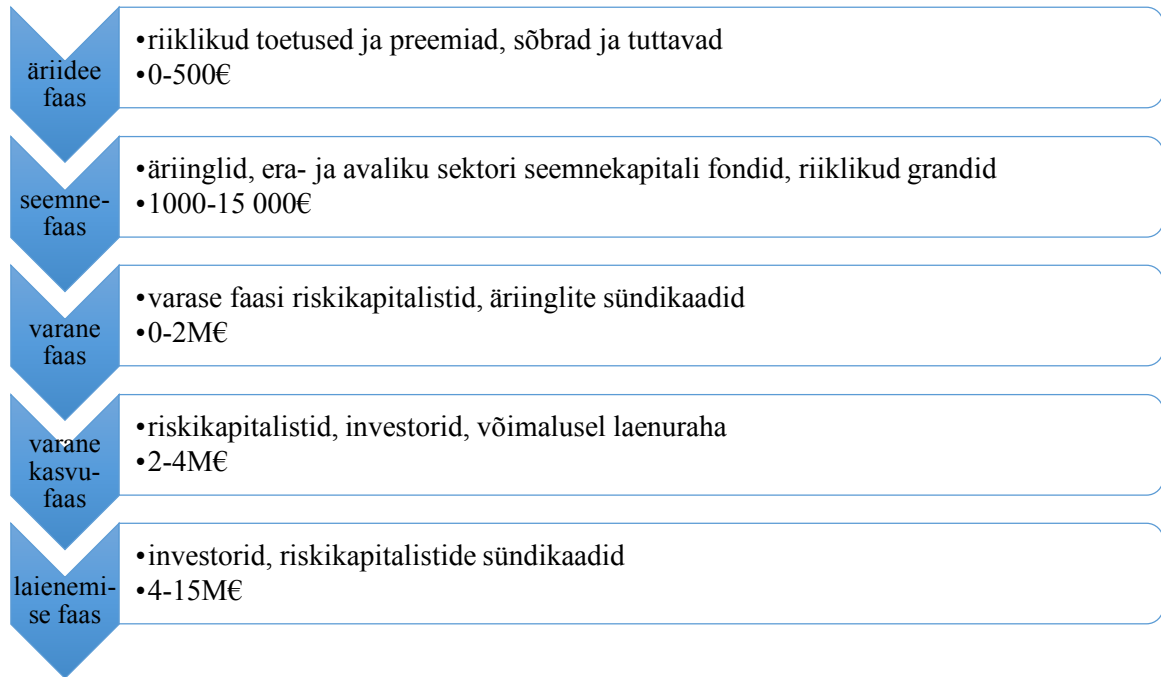 äriidee
faas
•riiklikud toetused ja preemiad, sõbrad ja tuttavad
•0-500€
seemne-
faas
•äriinglid, era- ja avaliku sektori seemnekapitali fondid, riiklikud grandid
•1000-15 000€
varane
faas
•varase faasi riskikapitalistid, äriinglite sündikaadid
•0-2M€
varane
kasvu-
faas
•riskikapitalistid, investorid, võimalusel laenuraha
•2-4M€
laienemi-
se faas
•investorid, riskikapitalistide sündikaadid
•4-15M€